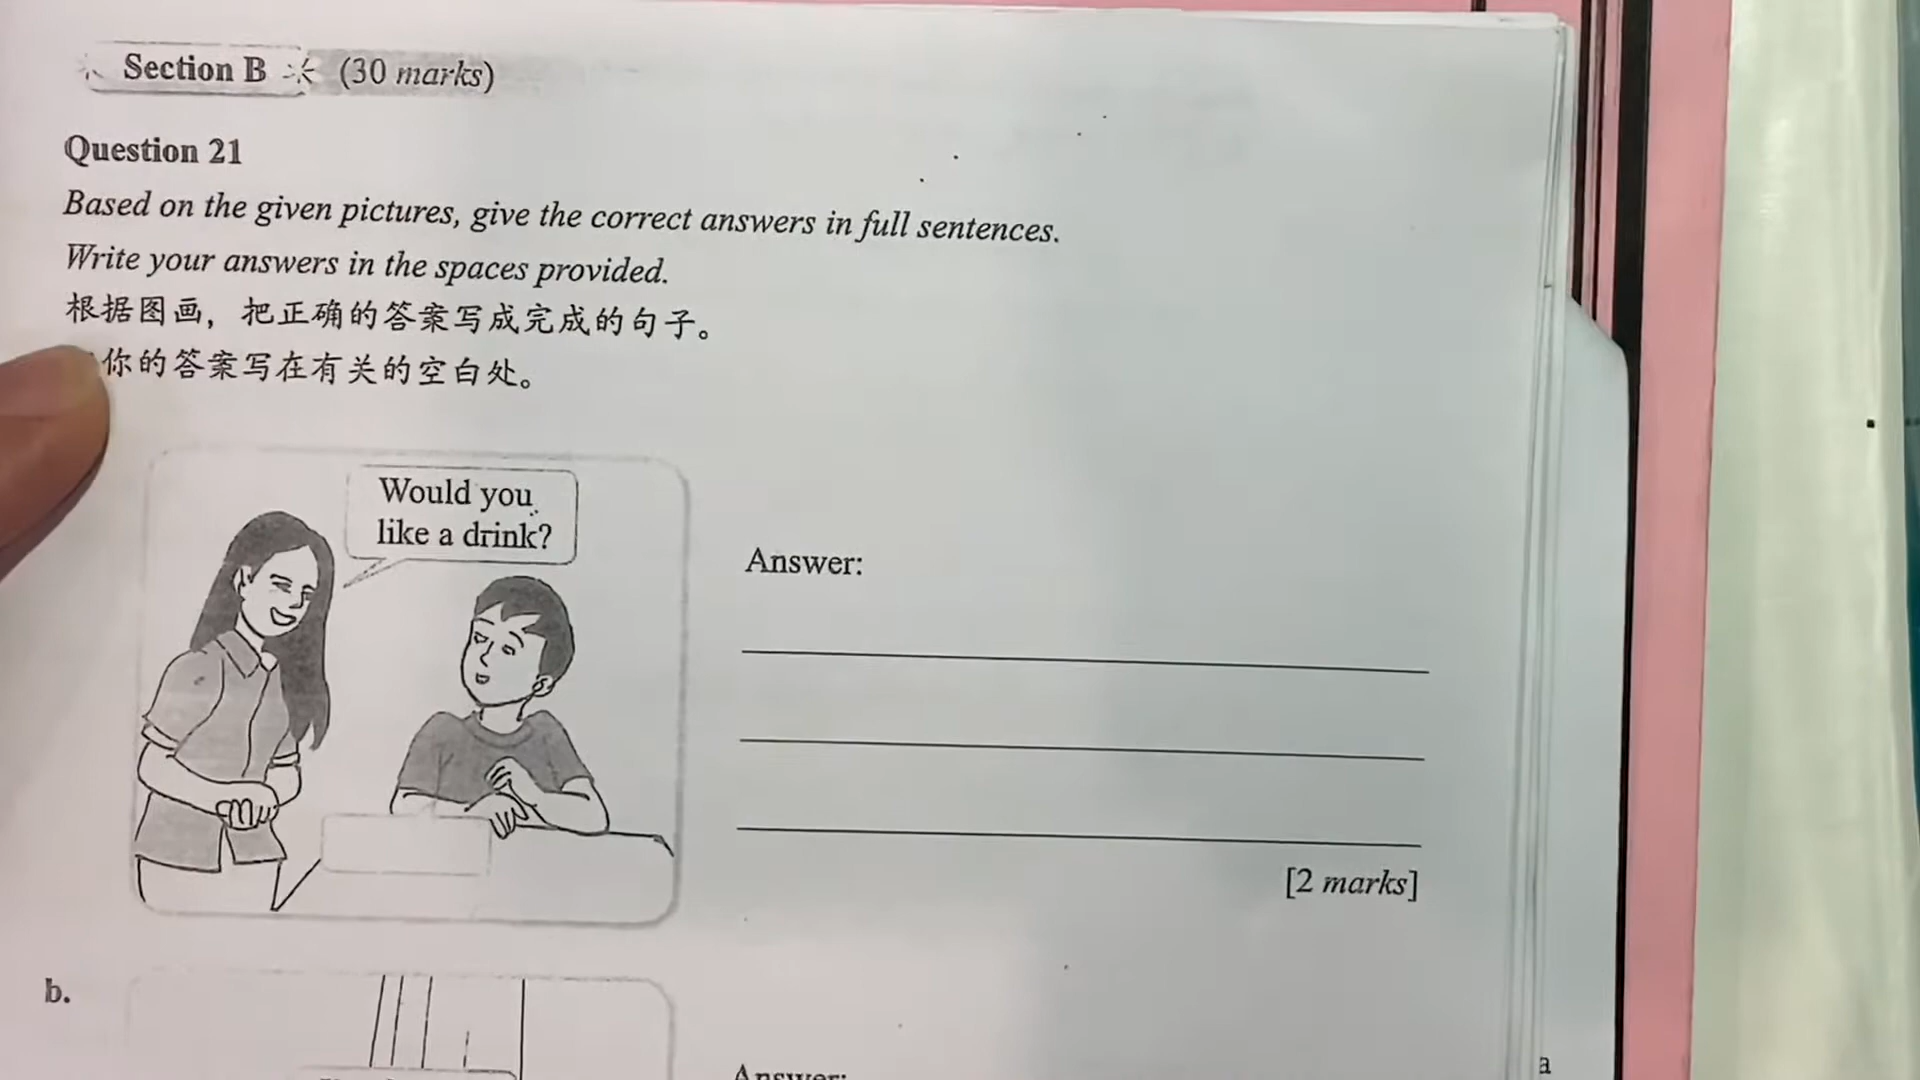 Section B (30 marks)
Question 21
Based on the given pictures, give the correct answers in full sentences.
Write your answers in the spaces provided.
根据图画，把正确的答案写成完成的句子。
你的答案写在有关的空白处。
Would you
like a drink?
Answer:
[2 marks]
b.
Answer:
a